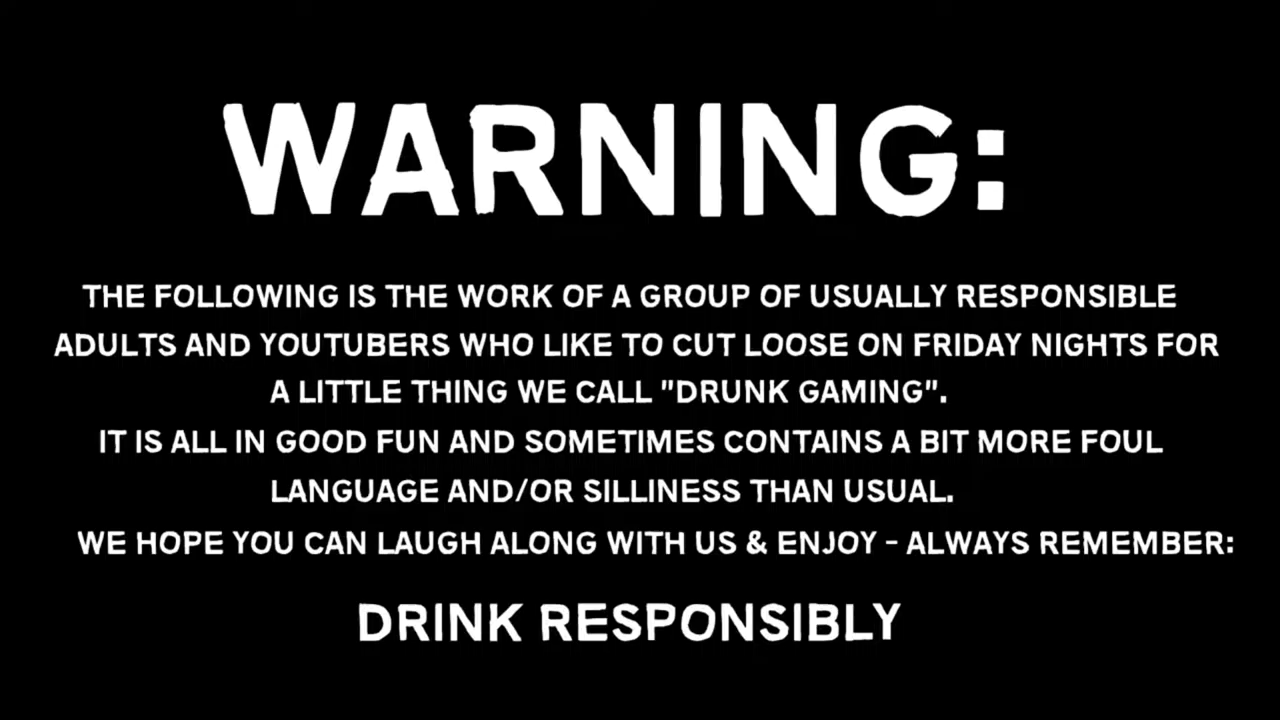 WARNING:
THE FOLLOWING IS THE WORK OF A GROUP OF USUALLY RESPONSIBLE
ADULTS AND YOUTUBERS WHO LIKE TO CUT LOOSE ON FRIDAY NIGHTS FOR
A LITTLE THING WE CALL "DRUNK GAMING".
IT IS ALL IN GOOD FUN AND SOMETIMES CONTAINS A BIT MORE FOUL
LANGUAGE AND/OR SILLINESS THAN USUAL.
WE HOPE YOU CAN LAUGH ALONG WITH US & ENJOY - ALWAYS REMEMBER:
DRINK RESPONSIBLY